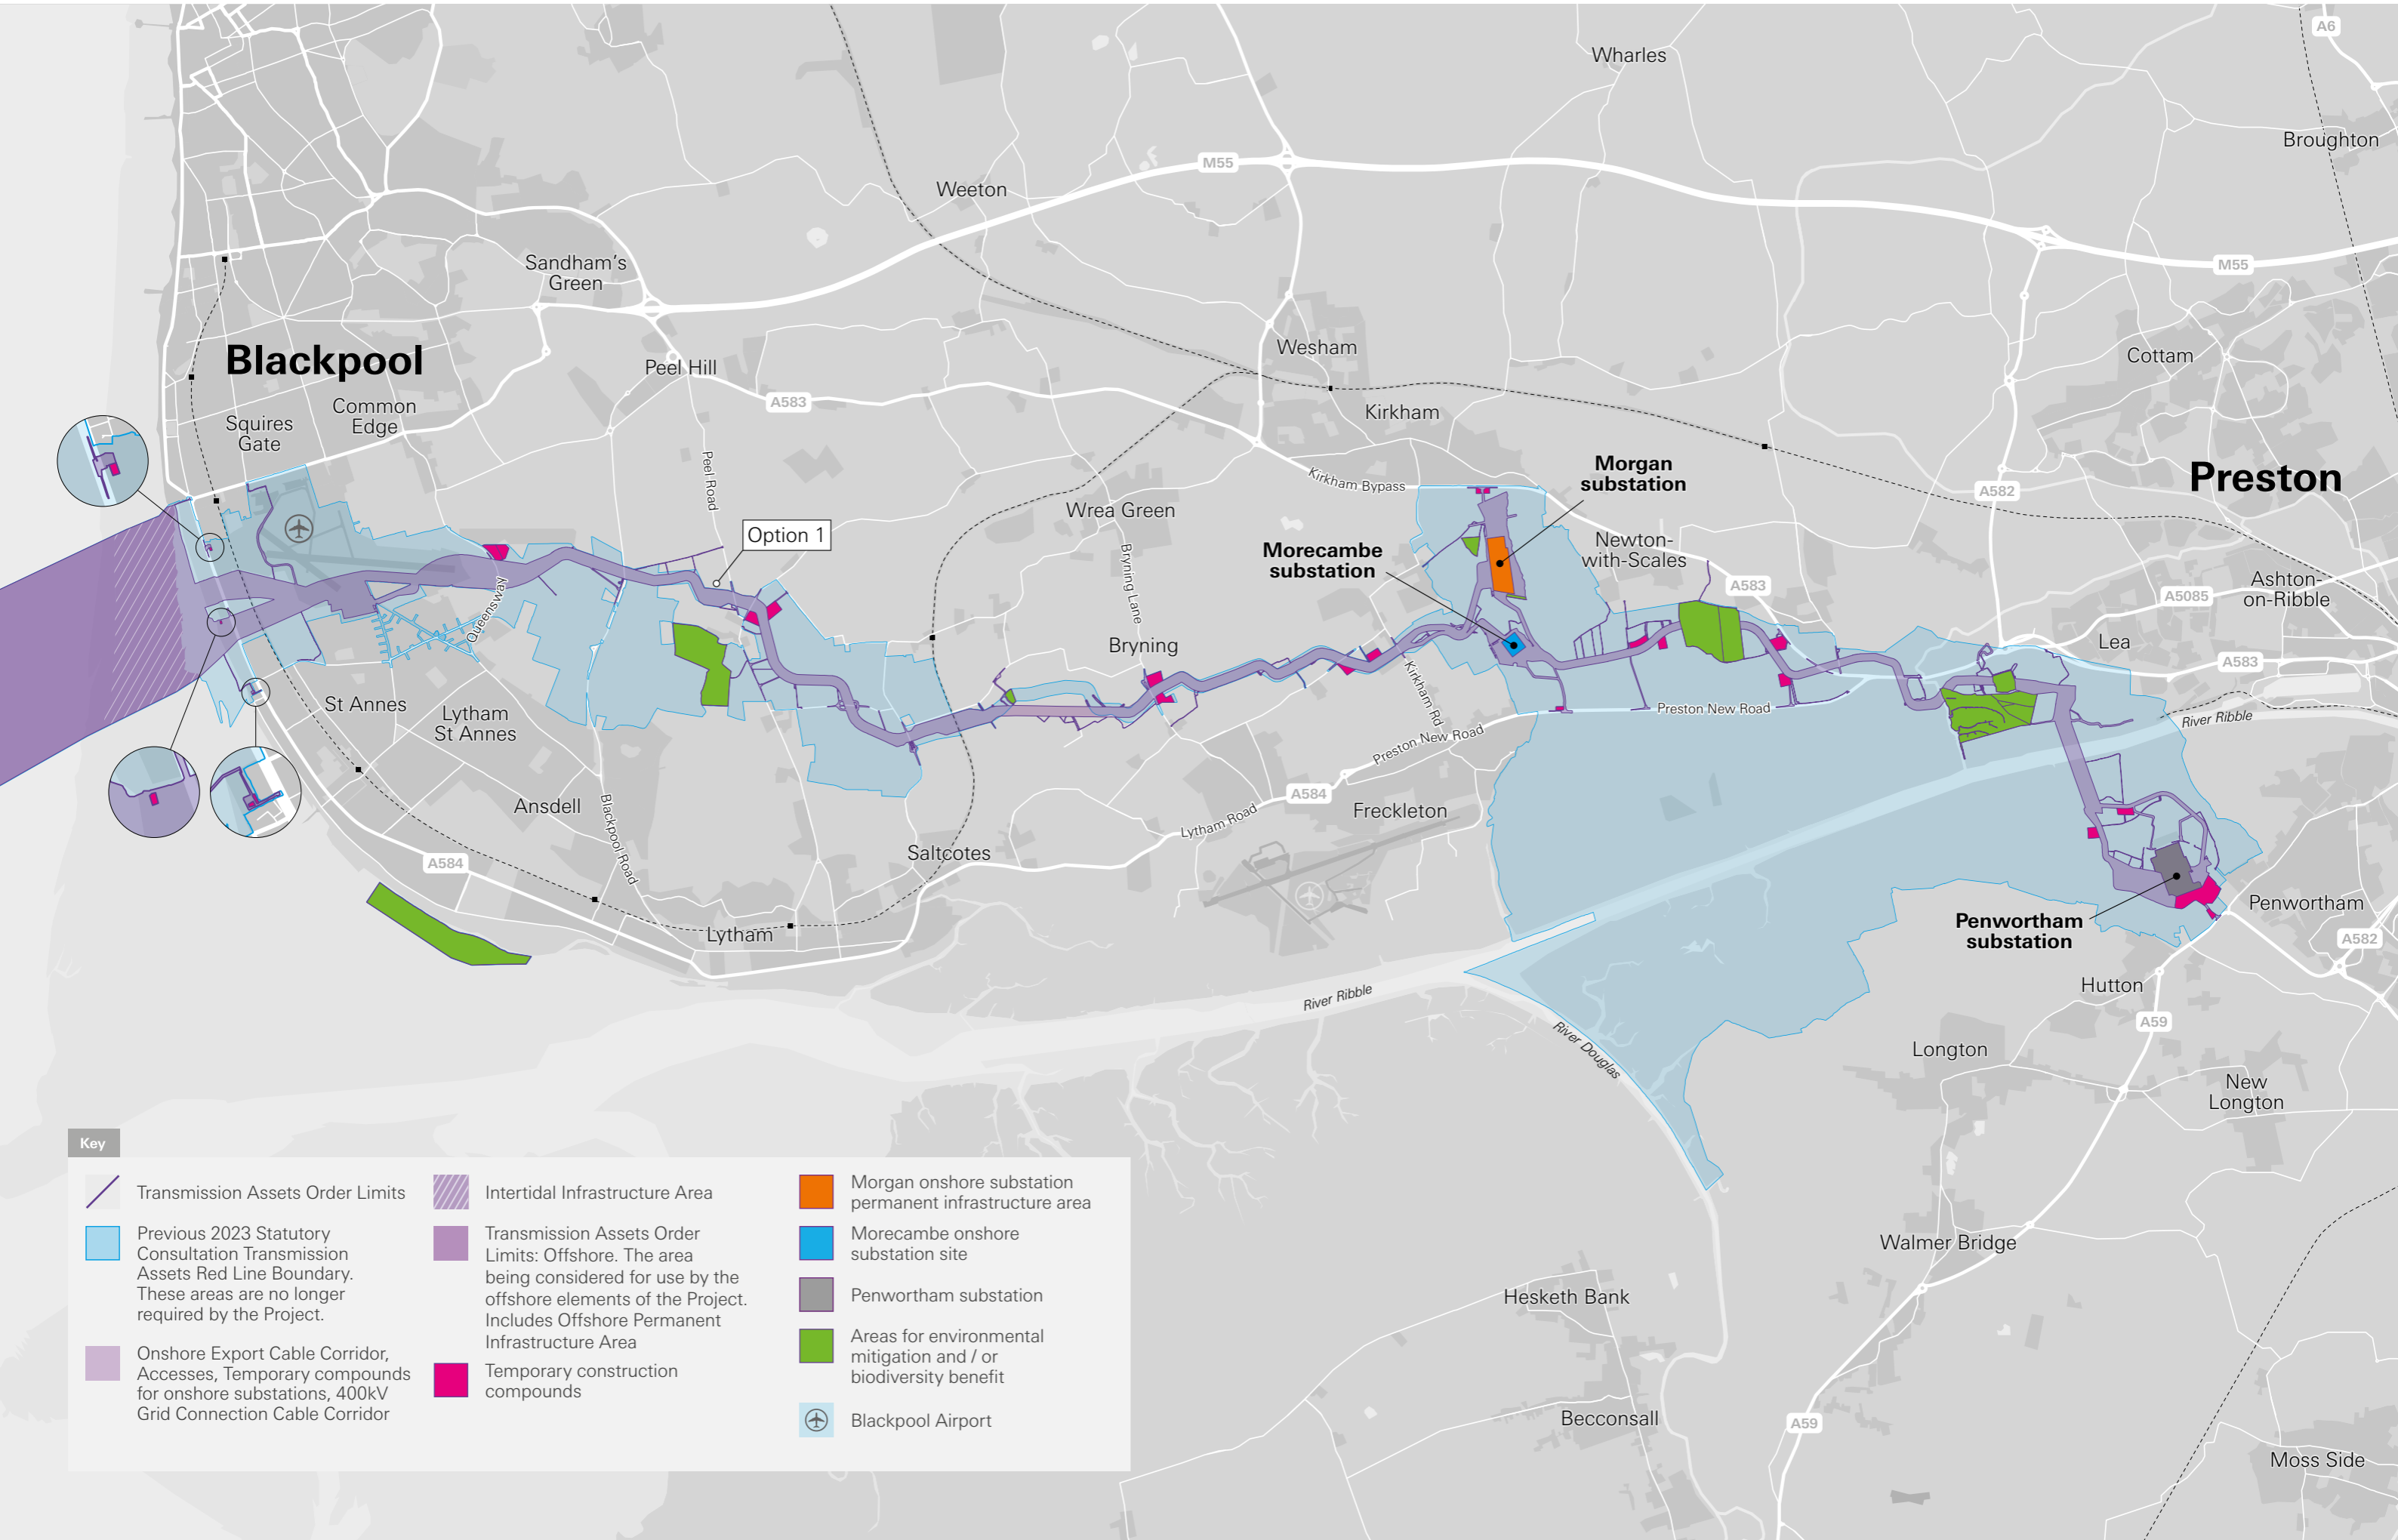 A6
Wharles
Broughton
M55
Weeton
Sandham's
Green
M55
Blackpool
Wesham
Cottam
Peel Hill
A583
Common
Edge
Squires
Gate
Kirkham
Peel Road
Kirkham Bypass
Morgan
substation
Preston
A582
Wrea Green
Option 1
Bryning Lane
Morecambe
substation
Newton-
with-Scales
A583
Ashton-
on-Ribble
A5085
Queensway
Bryning
Lea
A583
Kirkham Rd
St Annes
Lytham
St Annes
Preston New Road
River Ribble
Preston New Road
Ansdell
Blackpool Road
A584
Freckleton
Lytham Road
Saltcotes
A584
Penwortham
Penwortham
substation
Lytham
A582
Hutton
River Ribble
A59
River Douglas
Longton
New
Longton
Walmer Bridge
Hesketh Bank
Becconsall
A59
Moss Side
Key
Transmission Assets Order Limits
Previous 2023 Statutory
Consultation Transmission
Assets Red Line Boundary.
These areas are no longer
required by the Project.
Onshore Export Cable Corridor,
Accesses, Temporary compounds
for onshore substations, 400kV
Grid Connection Cable Corridor
Intertidal Infrastructure Area
Transmission Assets Order
Limits: Offshore. The area
being considered for use by the
offshore elements of the Project.
Includes Offshore Permanent
Infrastructure Area
Temporary construction
compounds
Morgan onshore substation
permanent infrastructure area
Morecambe onshore
substation site
Penwortham substation
Areas for environmental
mitigation and / or
biodiversity benefit
Blackpool Airport